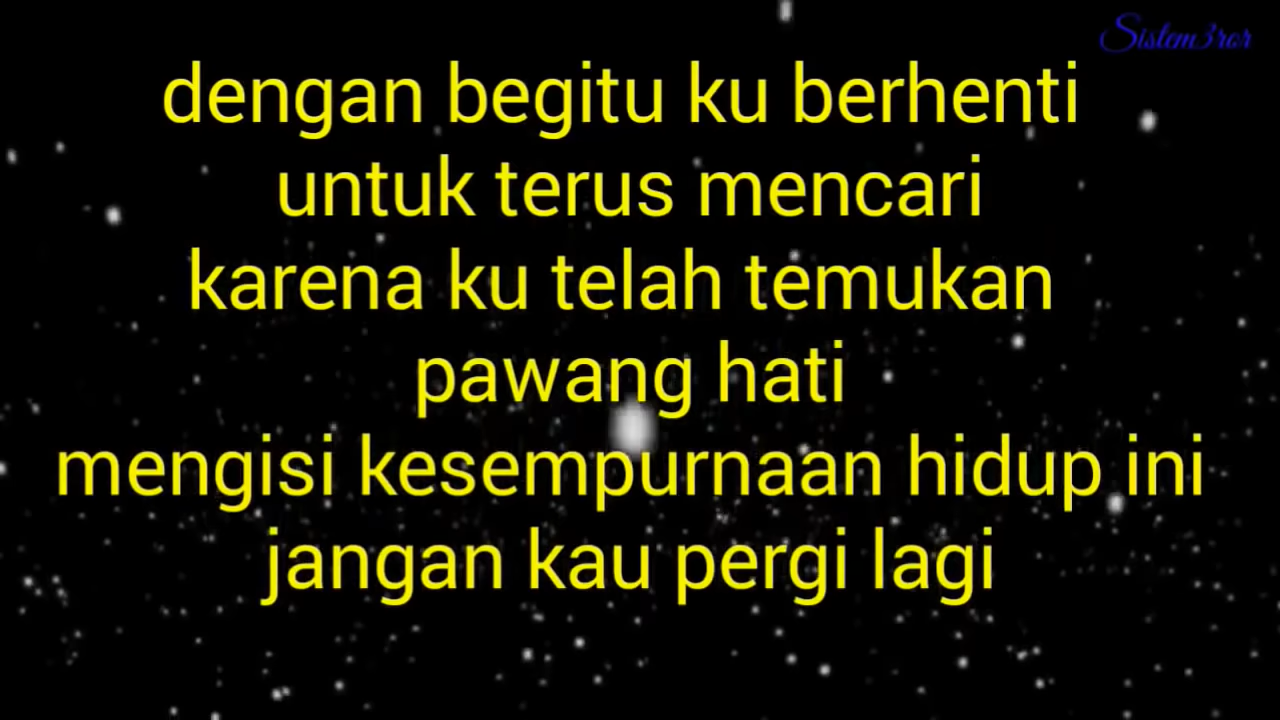 Sistem3ror
dengan begitu ku berhenti
untuk terus mencari
karena ku telah temukan
pawang hati
mengisi kesempurnaan hidup ini
jangan kau pergi lagi